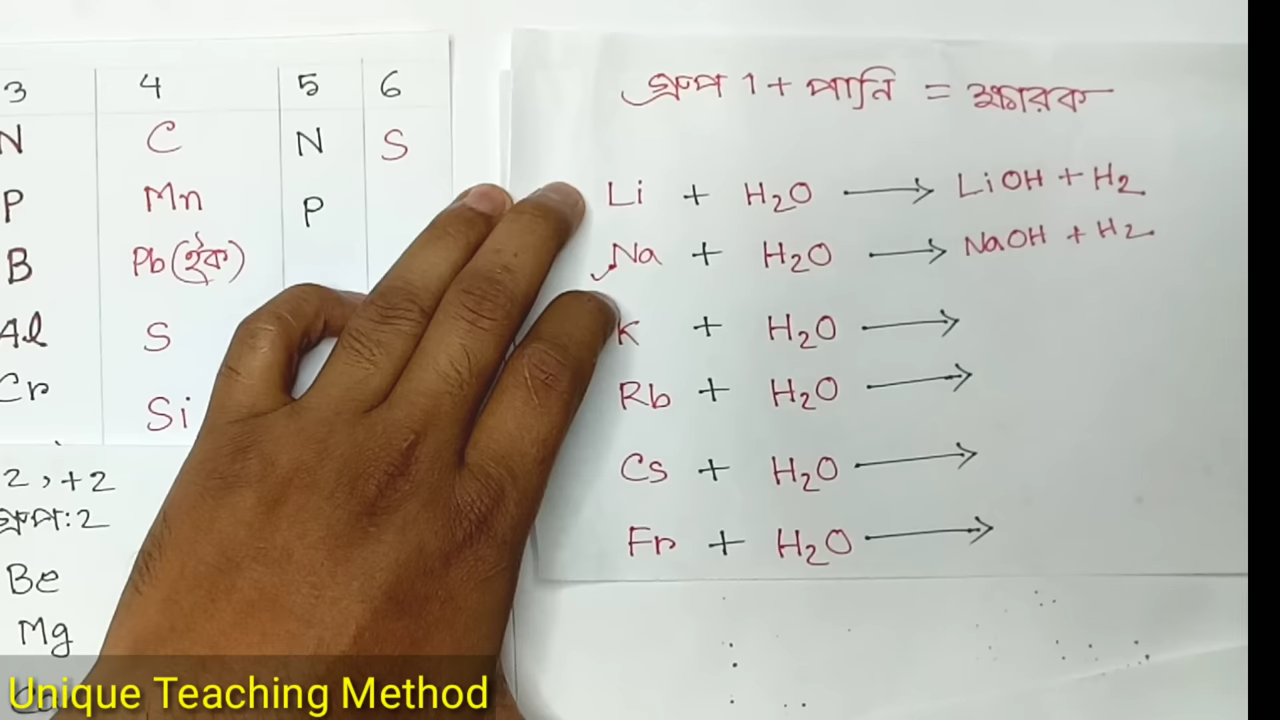 3 4 5 6
N C N S
P Mn P
B Pb(হুঁক)
Al S
Cr Si
2, +2
গ্রুপ: 2
Be
Mg
গ্রুপ 1 + পানি = ক্ষারক
Li + H₂O ⟶ LiOH + H₂
Na + H₂O ⟶ NaOH + H₂
K + H₂O ⟶
Rb + H₂O ⟶
Cs + H₂O ⟶
Fr + H₂O ⟶
Unique Teaching Method